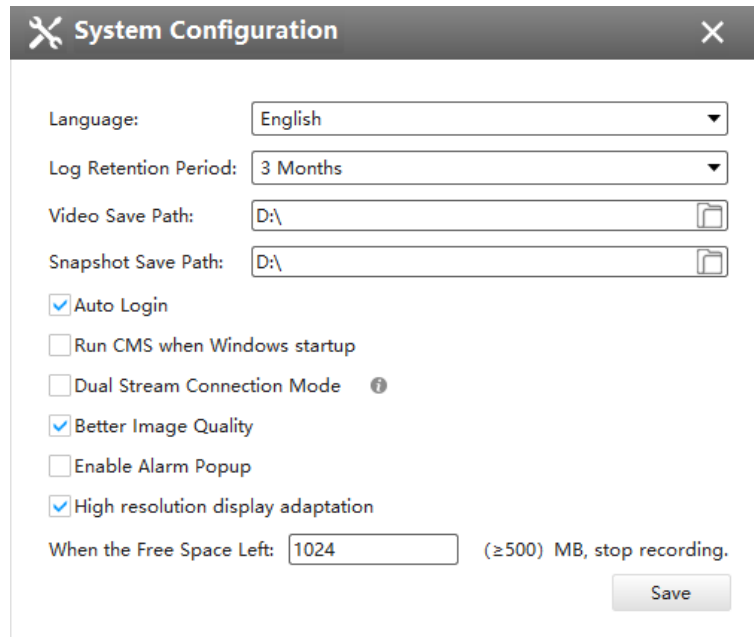 System Configuration
Language: English
Log Retention Period: 3 Months
Video Save Path: D:\
Snapshot Save Path: D:\
Auto Login
Run CMS when Windows startup
Dual Stream Connection Mode
Better Image Quality
Enable Alarm Popup
High resolution display adaptation
When the Free Space Left: 1024 (≥500) MB, stop recording.
Save